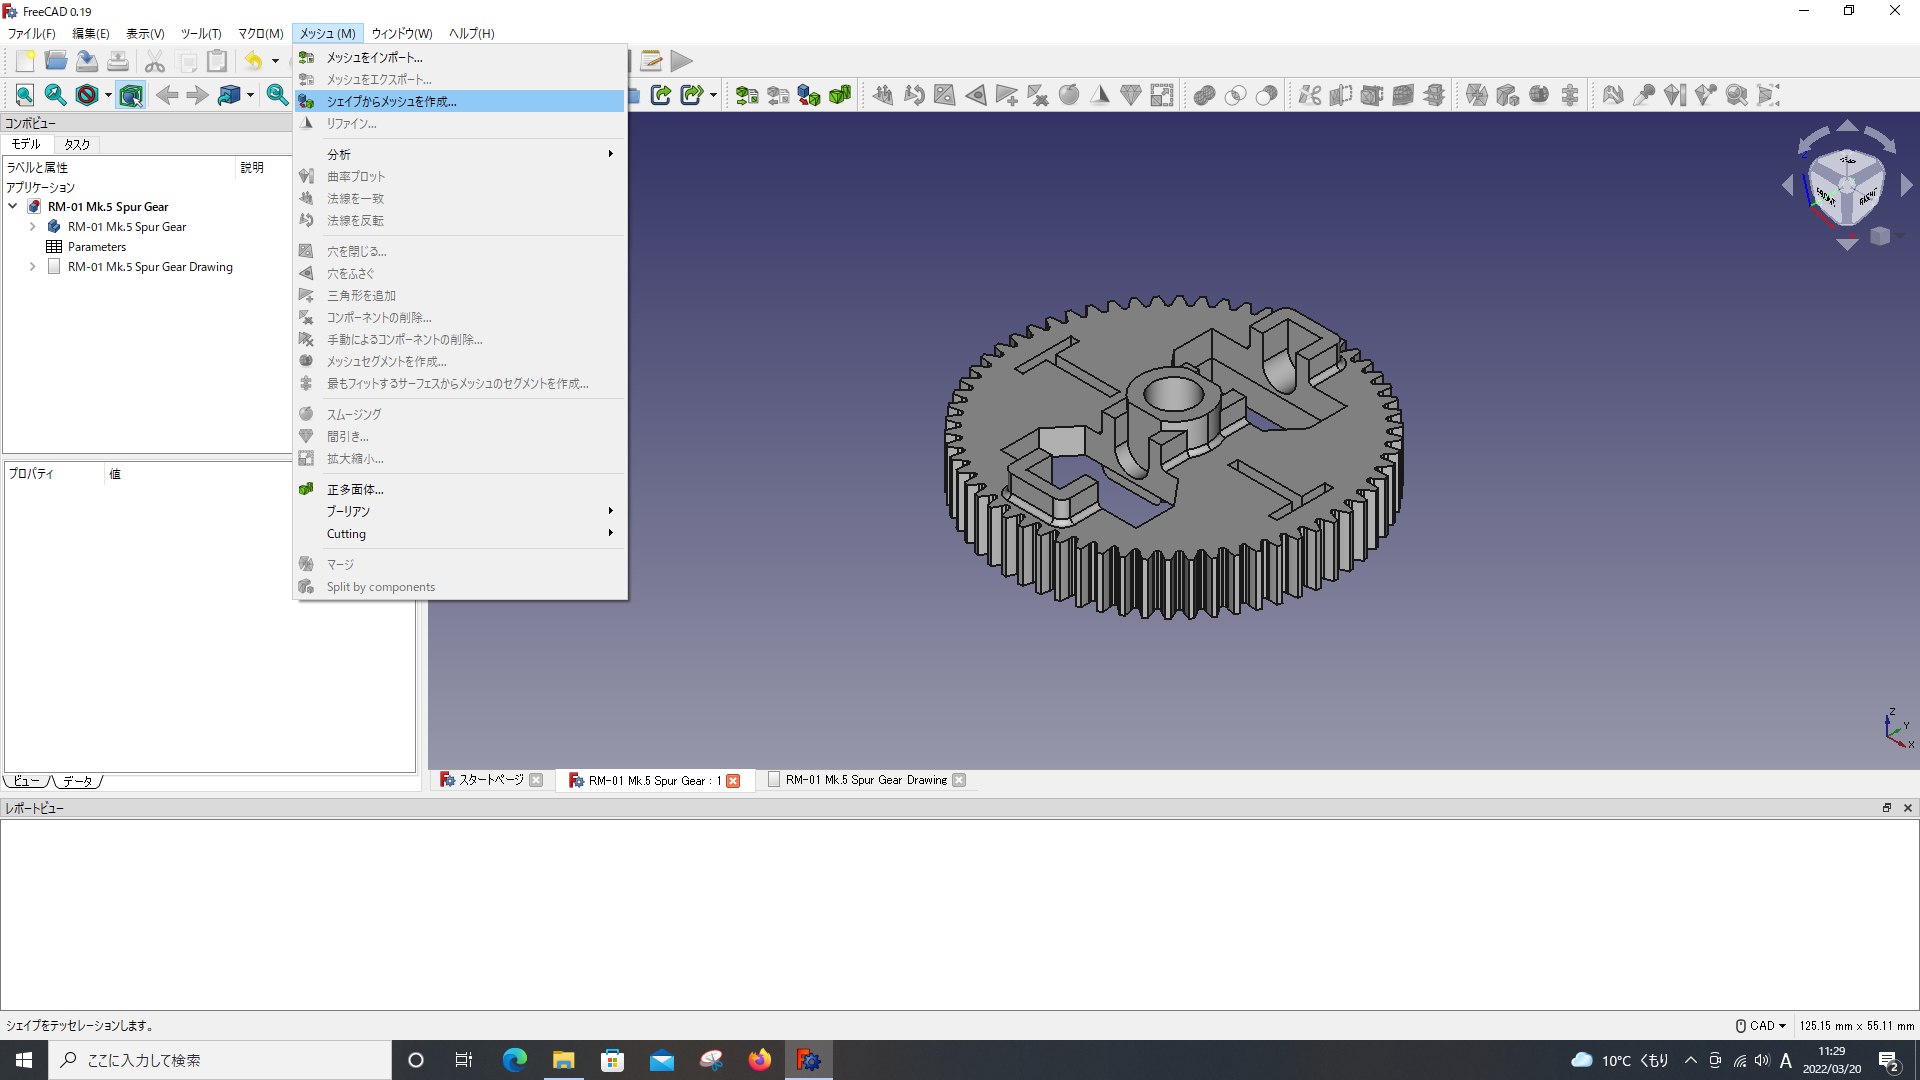 FreeCAD 0.19
ファイル(F) 編集(E) 表示(V) ツール(T) マクロ(M) メッシュ(M) ウィンドウ(W) ヘルプ(H)
メッシュをインポート...
メッシュをエクスポート...
シェイプからメッシュを作成...
リファイン...
分析
曲率プロット
法線を一致
法線を反転
穴を閉じる...
穴をふさぐ
三角形を追加
コンポーネントの削除...
手動によるコンポーネントの削除...
メッシュセグメントを作成...
最もフィットするサーフェスからメッシュのセグメントを作成...
スムージング
間引き...
拡大縮小...
正多面体...
ブーリアン
Cutting
マージ
Split by components
コンボビュー
モデル タスク
ラベルと属性 説明
アプリケーション
RM-01 Mk.5 Spur Gear
RM-01 Mk.5 Spur Gear
Parameters
RM-01 Mk.5 Spur Gear Drawing
プロパティ 値
ビュー データ
Z
Y
X
スタートページ RM-01 Mk.5 Spur Gear : 1 RM-01 Mk.5 Spur Gear Drawing
レポートビュー
シェイプをテッセレーションします。
CAD 125.15 mm x 55.11 mm
ここに入力して検索
10°C くもり
A
11:29
2022/03/20
2